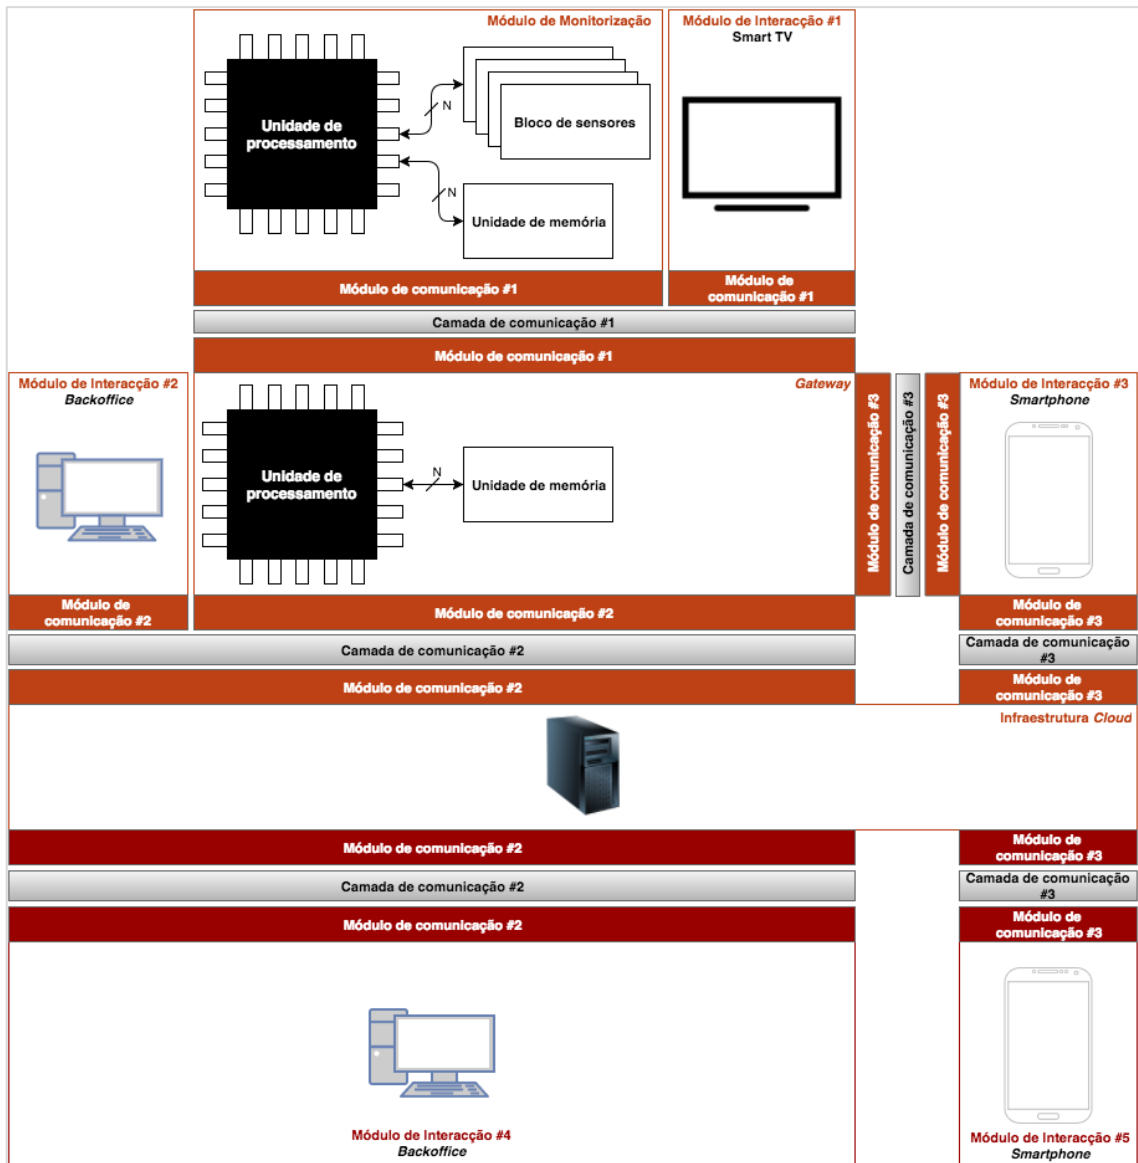 Módulo de Monitorização
Módulo de Interacção #1
Smart TV
Unidade de
processamento
N
Bloco de sensores
N
Unidade de memória
Módulo de comunicação #1
Módulo de
comunicação #1
Camada de comunicação #1
Módulo de comunicação #1
Módulo de Interacção #2
Backoffice
Gateway
Unidade de
processamento
N
Unidade de memória
Módulo de comunicação #3
Camada de comunicação #3
Módulo de comunicação #3
Módulo de Interacção #3
Smartphone
Módulo de
comunicação #2
Módulo de comunicação #2
Módulo de
comunicação #3
Camada de comunicação #2
Camada de comunicação
#3
Módulo de comunicação #2
Módulo de
comunicação #3
Infraestrutura Cloud
Módulo de comunicação #2
Módulo de
comunicação #3
Camada de comunicação #2
Camada de comunicação
#3
Módulo de comunicação #2
Módulo de
comunicação #3
Módulo de Interacção #4
Backoffice
Módulo de Interacção #5
Smartphone